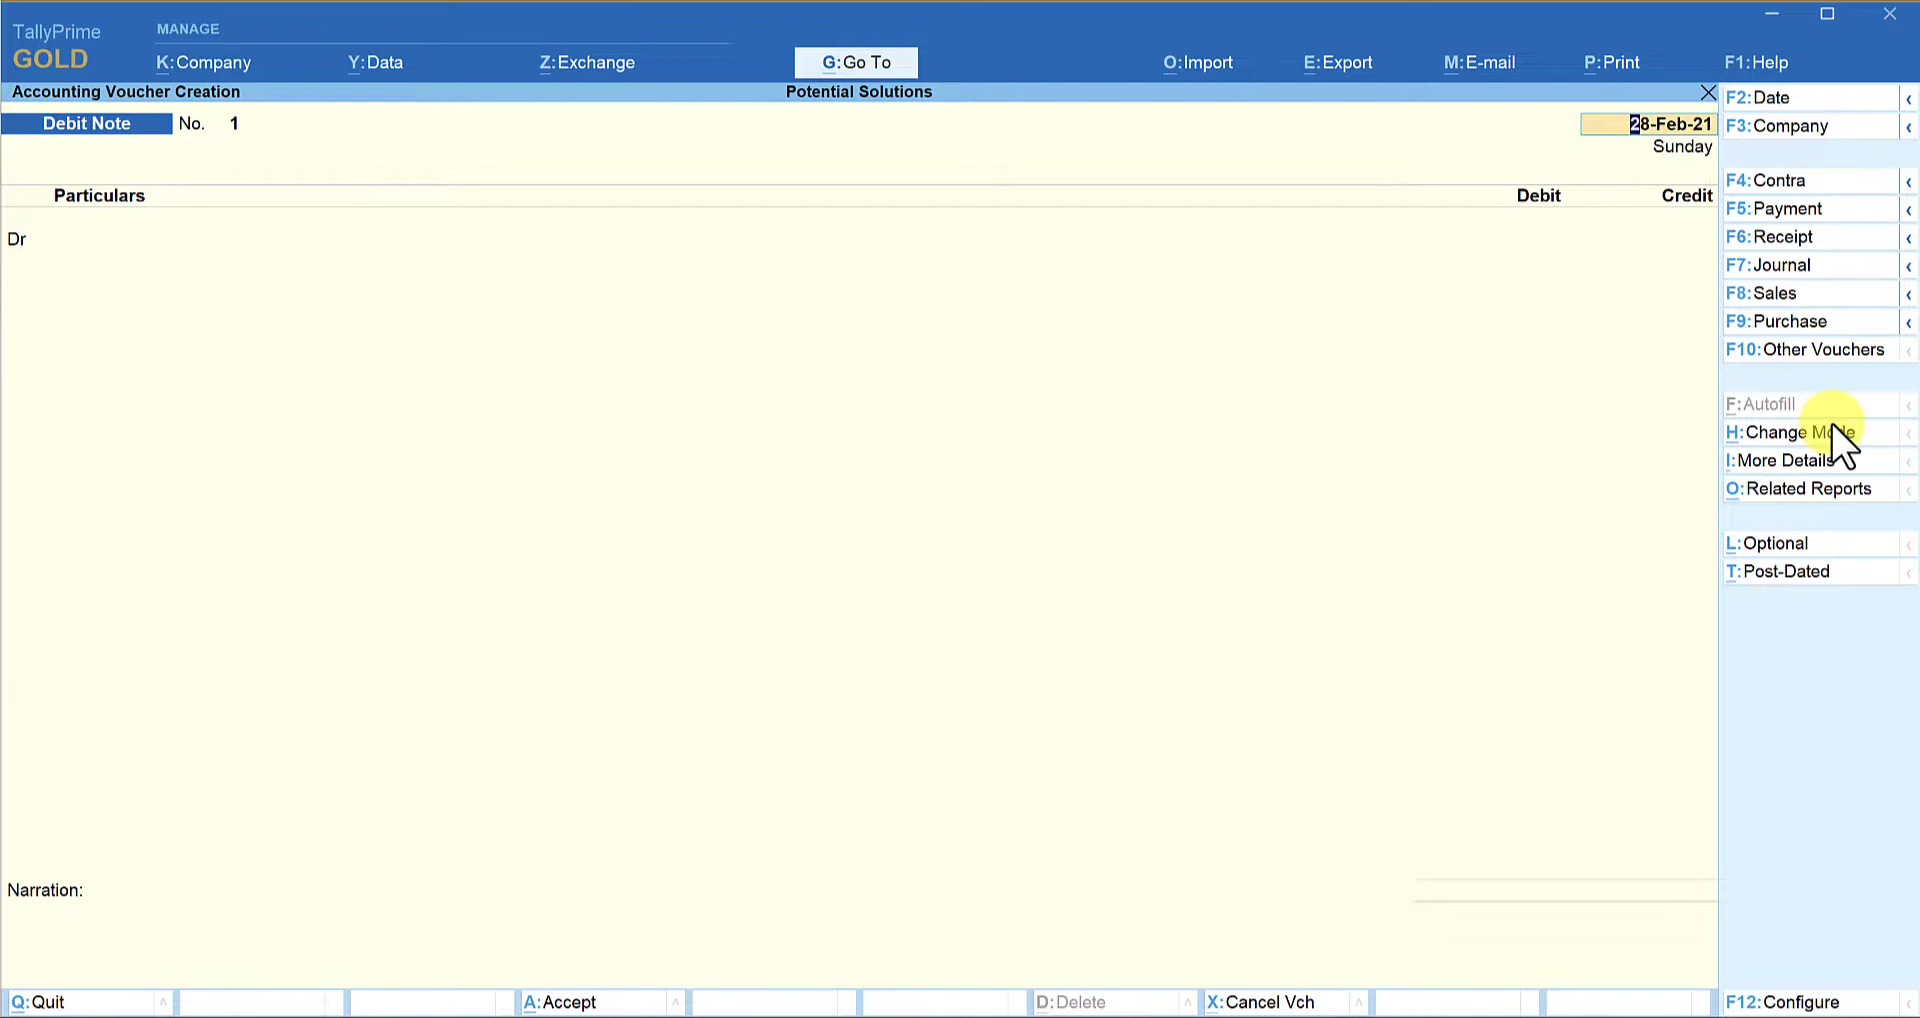 TallyPrime
GOLD
MANAGE
K:Company
Y:Data
Z:Exchange
G:Go To
O:Import
E:Export
M:E-mail
P:Print
F1:Help
Accounting Voucher Creation
Potential Solutions
Debit Note No. 1
28-Feb-21
Sunday
Particulars
Debit
Credit
Dr
Narration:
F2:Date
F3:Company
F4:Contra
F5:Payment
F6:Receipt
F7:Journal
F8:Sales
F9:Purchase
F10:Other Vouchers
F:Autofill
H:Change Mode
I:More Details
O:Related Reports
L:Optional
T:Post-Dated
Q:Quit
A:Accept
D:Delete
X:Cancel Vch
F12:Configure